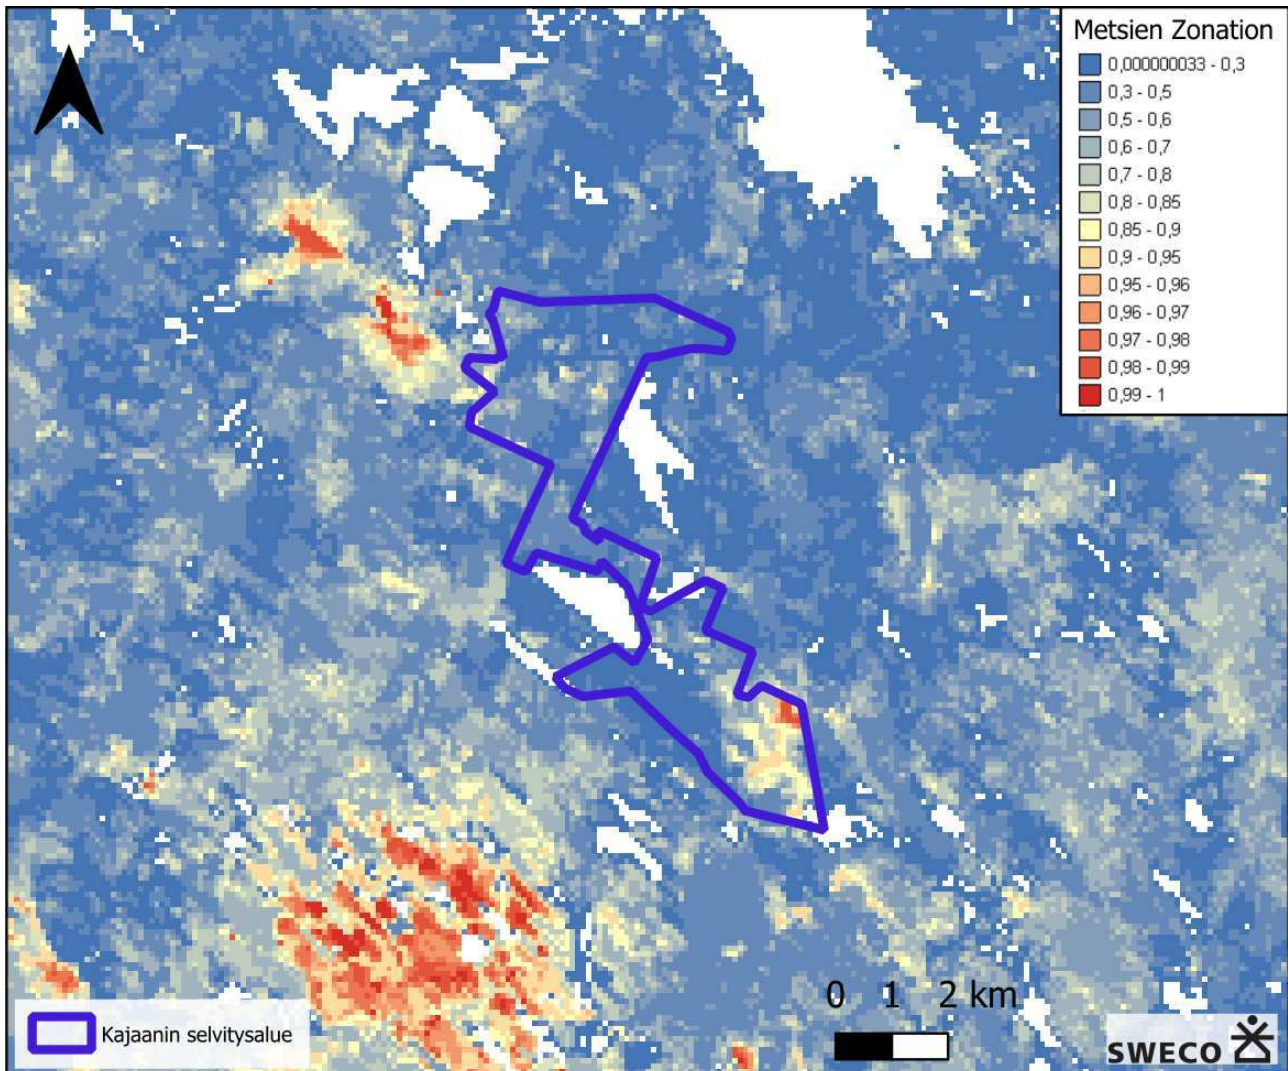 Metsien Zonation
0,000000033 - 0,3
0,3 - 0,5
0,5 - 0,6
0,6 - 0,7
0,7 - 0,8
0,8 - 0,85
0,85 - 0,9
0,9 - 0,95
0,95 - 0,96
0,96 - 0,97
0,97 - 0,98
0,98 - 0,99
0,99 - 1
0 1 2 km
Kajaanin selvitysalue
SWECO